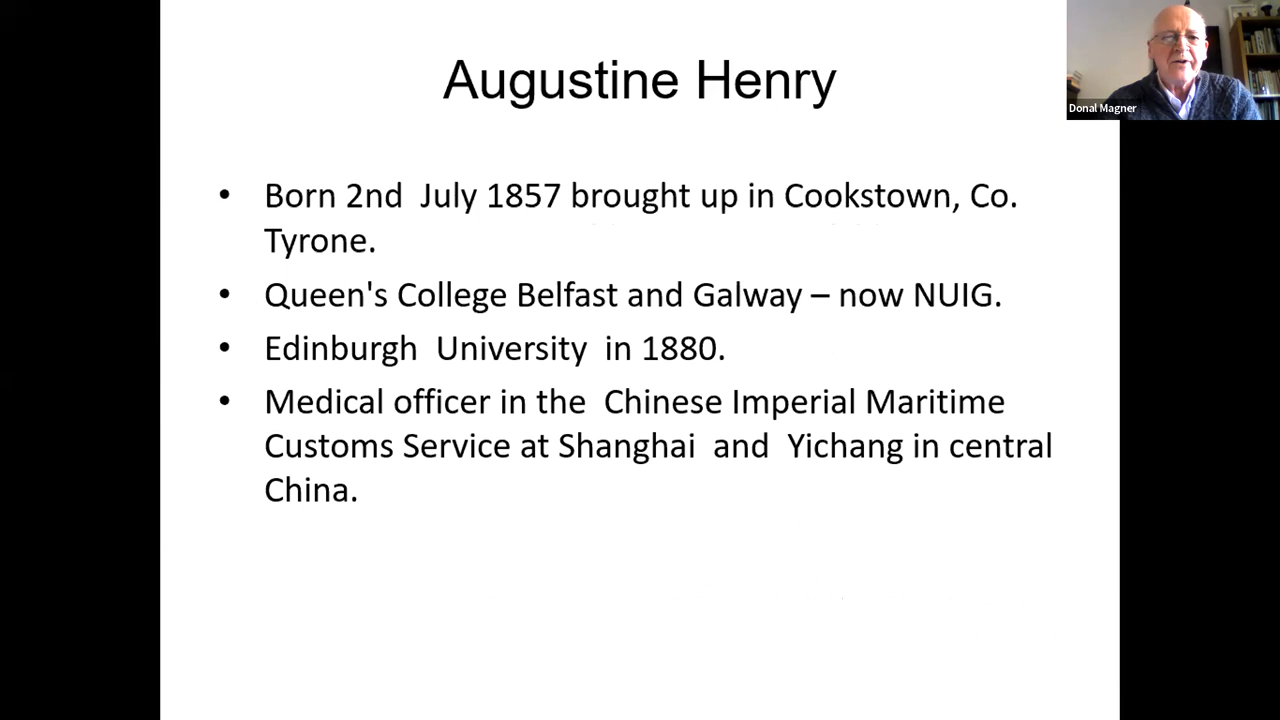 Augustine Henry
Donal Magner
• Born 2nd July 1857 brought up in Cookstown, Co.
Tyrone.
• Queen's College Belfast and Galway – now NUIG.
• Edinburgh University in 1880.
• Medical officer in the Chinese Imperial Maritime
Customs Service at Shanghai and Yichang in central
China.